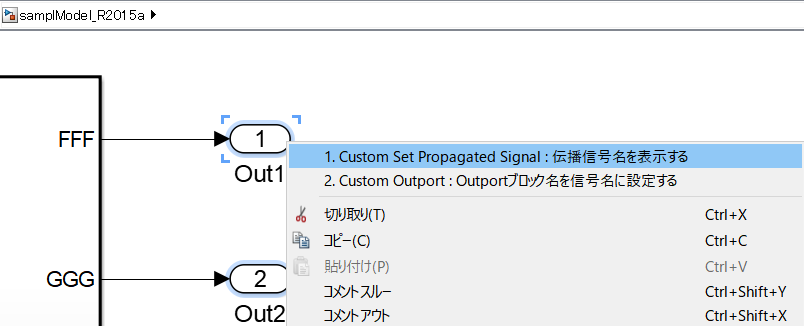 samplModel_R2015a
FFF
1
Out1
GGG
2
Out2
1. Custom Set Propagated Signal : 伝播信号名を表示する
2. Custom Outport : Outportブロック名を信号名に設定する
切り取り(T) Ctrl+X
コピー(C) Ctrl+C
貼り付け(P) Ctrl+V
コメントスルー Ctrl+Shift+Y
コメントアウト Ctrl+Shift+X